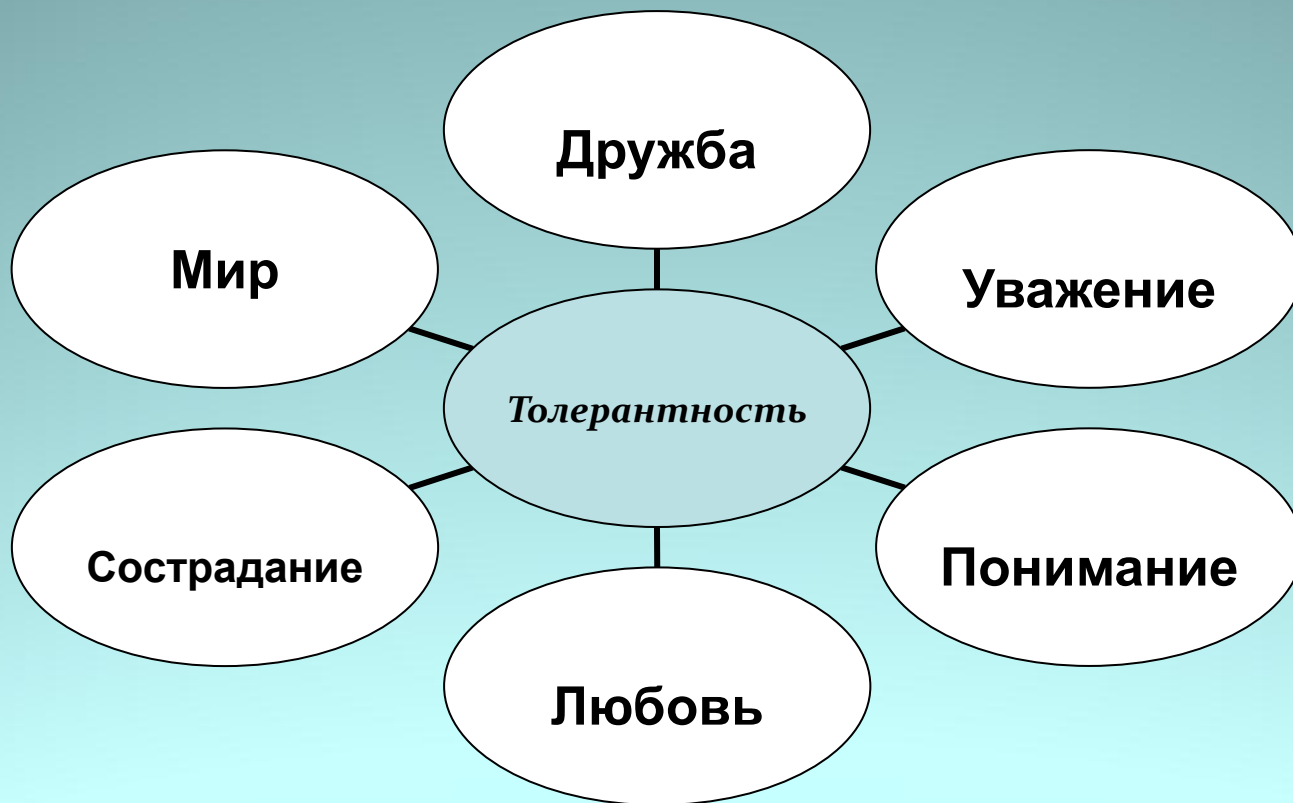 Дружба
Мир
Уважение
Толерантность
Сострадание
Понимание
Любовь